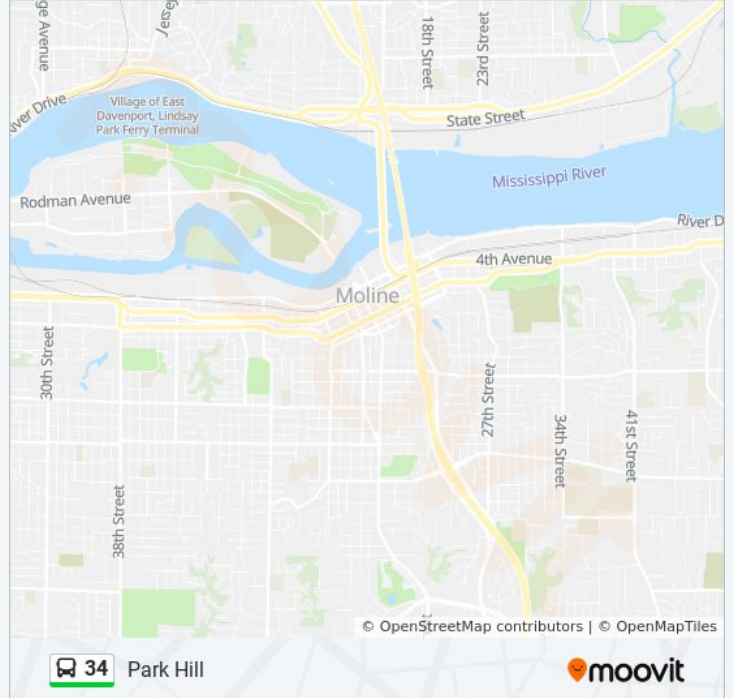 ge Avenue
Jersey
18th Street
23rd Street
iver Drive
Village of East
Davenport, Lindsay
Park Ferry Terminal
State Street
Mississippi River
Rodman Avenue
River D
4th Avenue
Moline
30th Street
27th Street
34th Street
41st Street
38th Street
© OpenStreetMap contributors | © OpenMapTiles
34 Park Hill
moovit